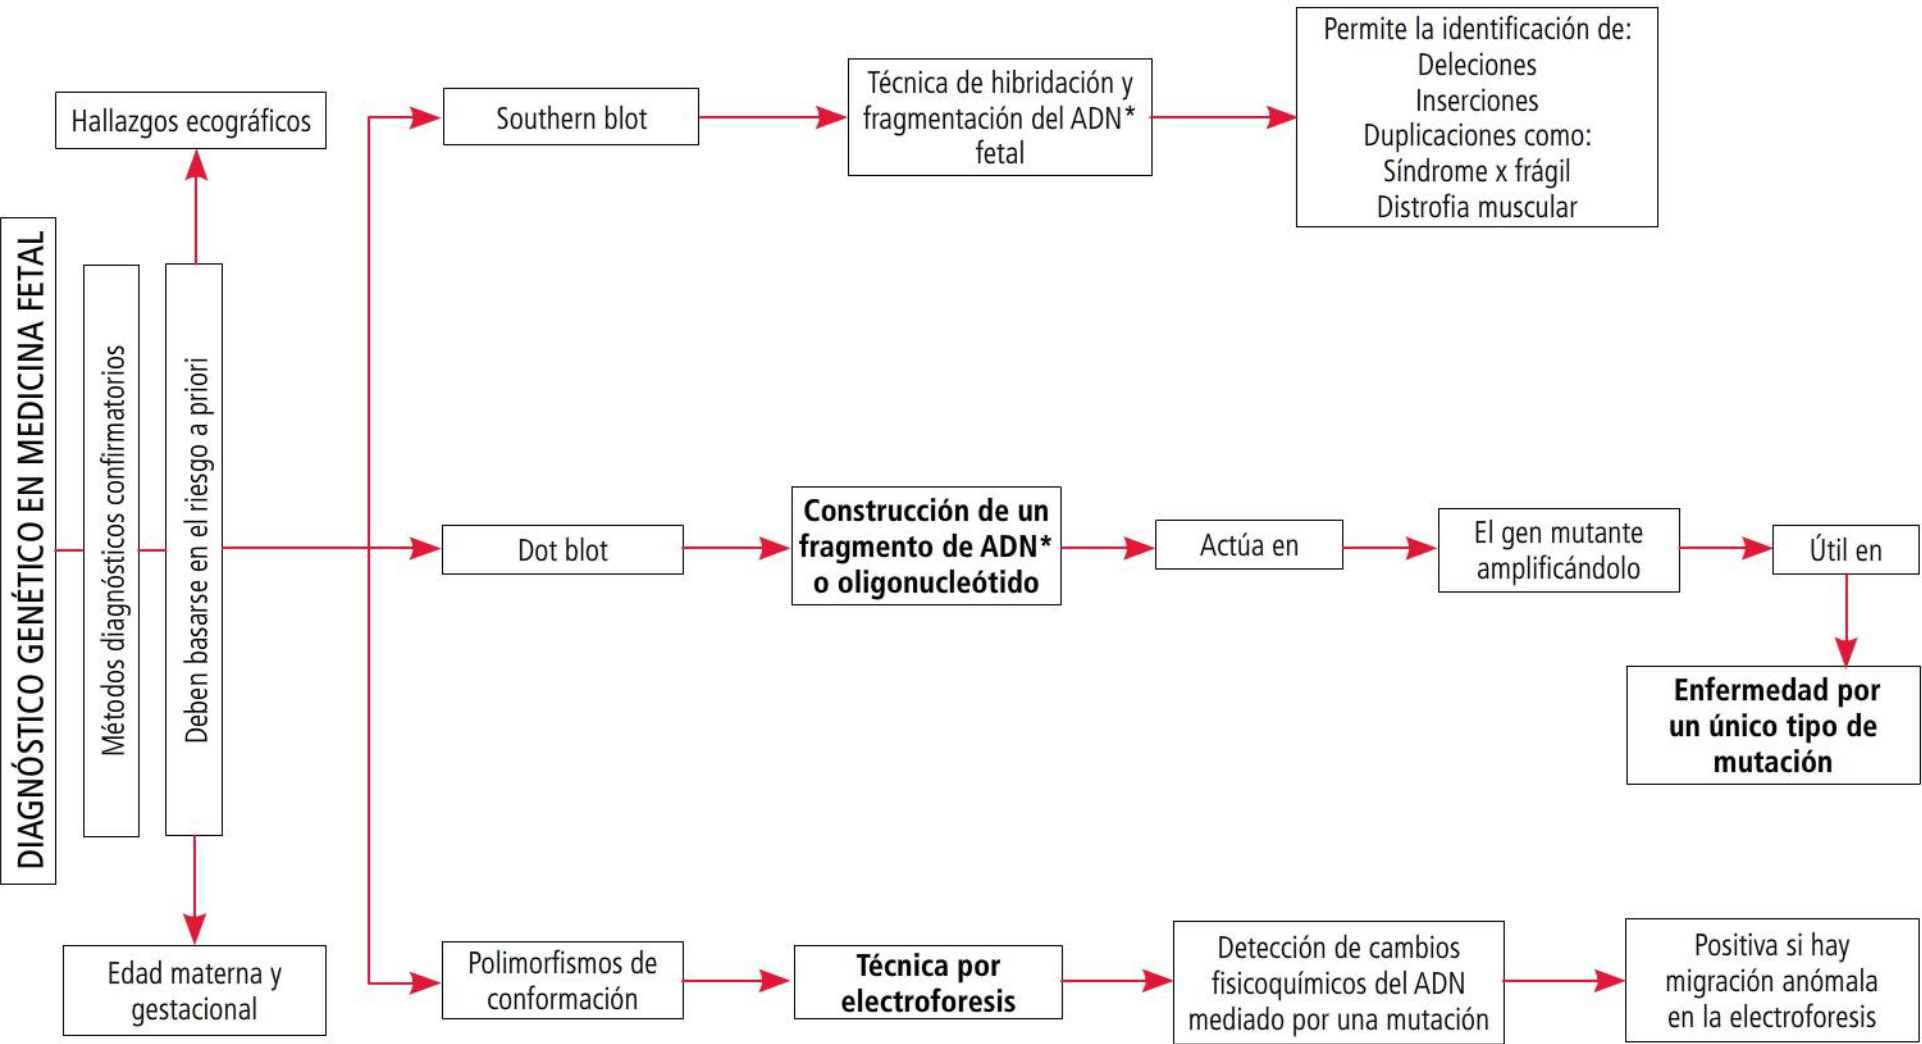 DIAGNÓSTICO GENÉTICO EN MEDICINA FETAL
Métodos diagnósticos confirmatorios
Deben basarse en el riesgo a priori
Hallazgos ecográficos
Edad materna y
gestacional
Southern blot
Técnica de hibridación y
fragmentación del ADN*
fetal
Permite la identificación de:
Deleciones
Inserciones
Duplicaciones como:
Síndrome x frágil
Distrofia muscular
Dot blot
Construcción de un
fragmento de ADN*
o oligonucleótido
Actúa en
El gen mutante
amplificándolo
Útil en
Enfermedad por
un único tipo de
mutación
Polimorfismos de
conformación
Técnica por
electroforesis
Detección de cambios
fisicoquímicos del ADN
mediado por una mutación
Positiva si hay
migración anómala
en la electroforesis